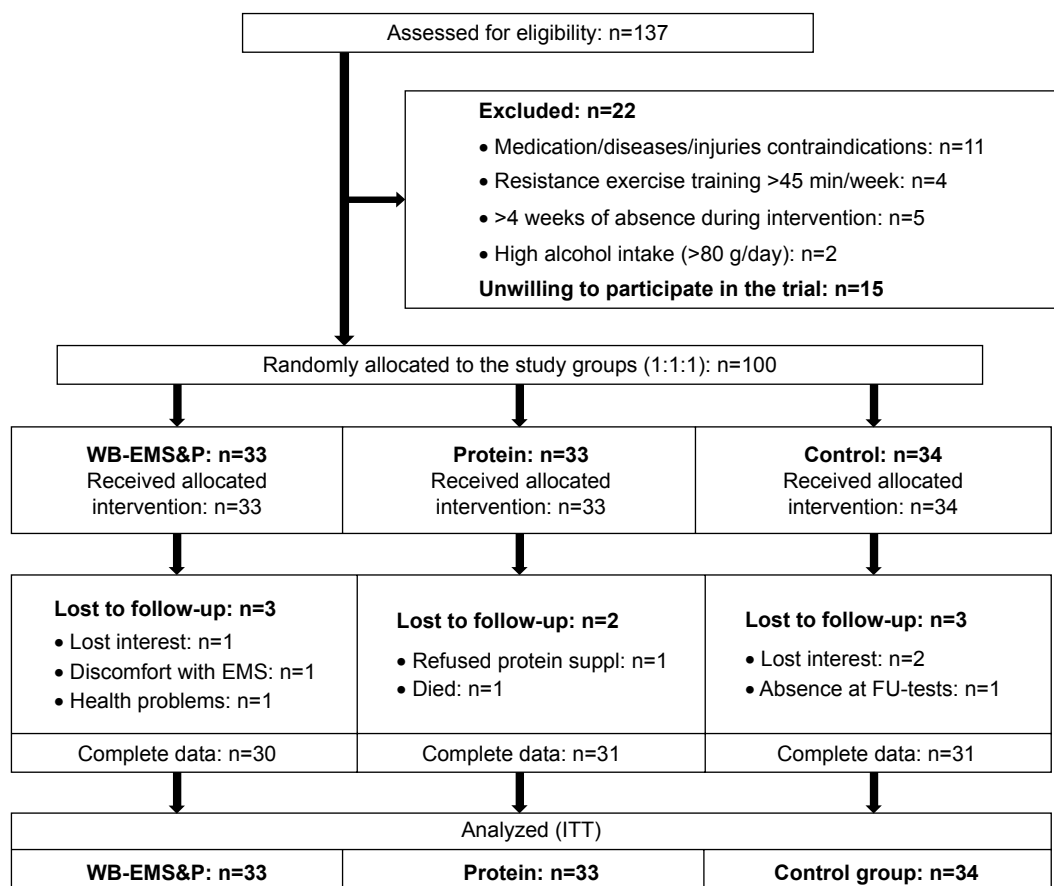 Assessed for eligibility: n=137
Excluded: n=22
• Medication/diseases/injuries contraindications: n=11
• Resistance exercise training >45 min/week: n=4
• >4 weeks of absence during intervention: n=5
• High alcohol intake (>80 g/day): n=2
Unwilling to participate in the trial: n=15
Randomly allocated to the study groups (1:1:1): n=100
WB-EMS&P: n=33
Received allocated
intervention: n=33
Protein: n=33
Received allocated
intervention: n=33
Control: n=34
Received allocated
intervention: n=34
Lost to follow-up: n=3
• Lost interest: n=1
• Discomfort with EMS: n=1
• Health problems: n=1
Lost to follow-up: n=2
• Refused protein suppl: n=1
• Died: n=1
Lost to follow-up: n=3
• Lost interest: n=2
• Absence at FU-tests: n=1
Complete data: n=30
Complete data: n=31
Complete data: n=31
Analyzed (ITT)
WB-EMS&P: n=33
Protein: n=33
Control group: n=34